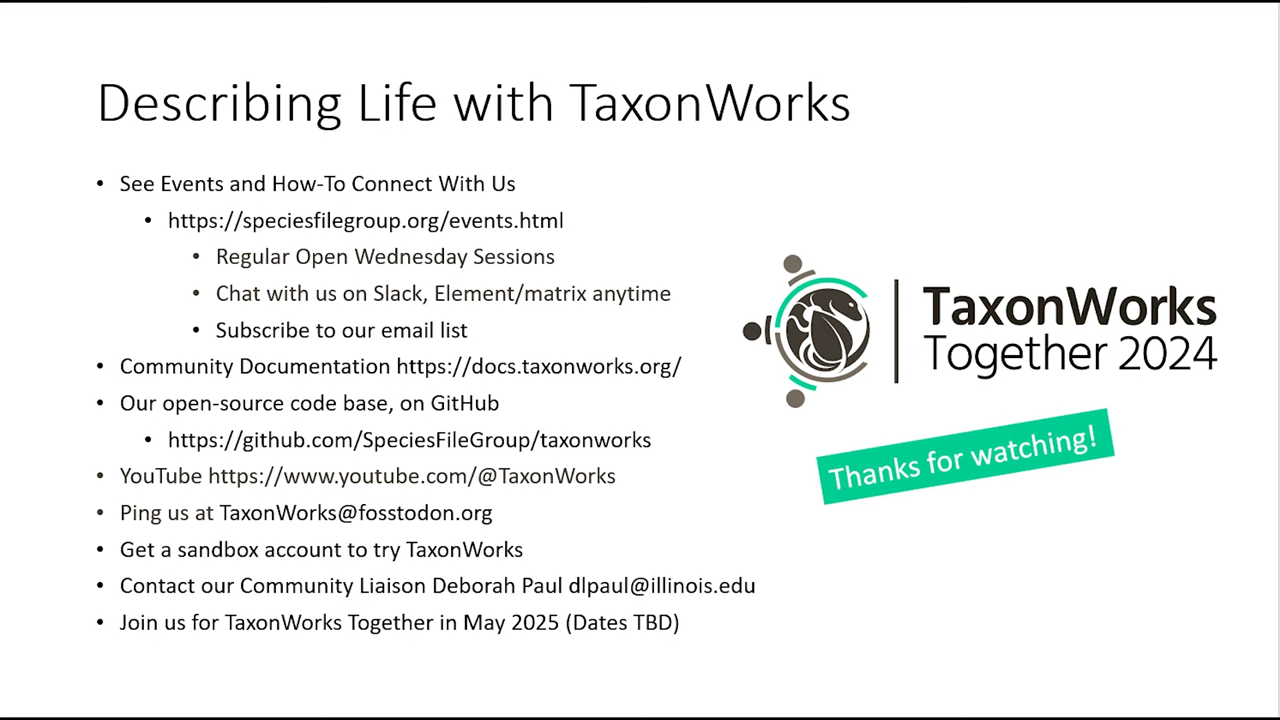 Describing Life with TaxonWorks
• See Events and How-To Connect With Us
• https://speciesfilegroup.org/events.html
• Regular Open Wednesday Sessions
• Chat with us on Slack, Element/matrix anytime
• Subscribe to our email list
• Community Documentation https://docs.taxonworks.org/
• Our open-source code base, on GitHub
• https://github.com/SpeciesFileGroup/taxonworks
• YouTube https://www.youtube.com/@TaxonWorks
• Ping us at TaxonWorks@fosstodon.org
• Get a sandbox account to try TaxonWorks
• Contact our Community Liaison Deborah Paul dlpaul@illinois.edu
• Join us for TaxonWorks Together in May 2025 (Dates TBD)
TaxonWorks
Together 2024
Thanks for watching!